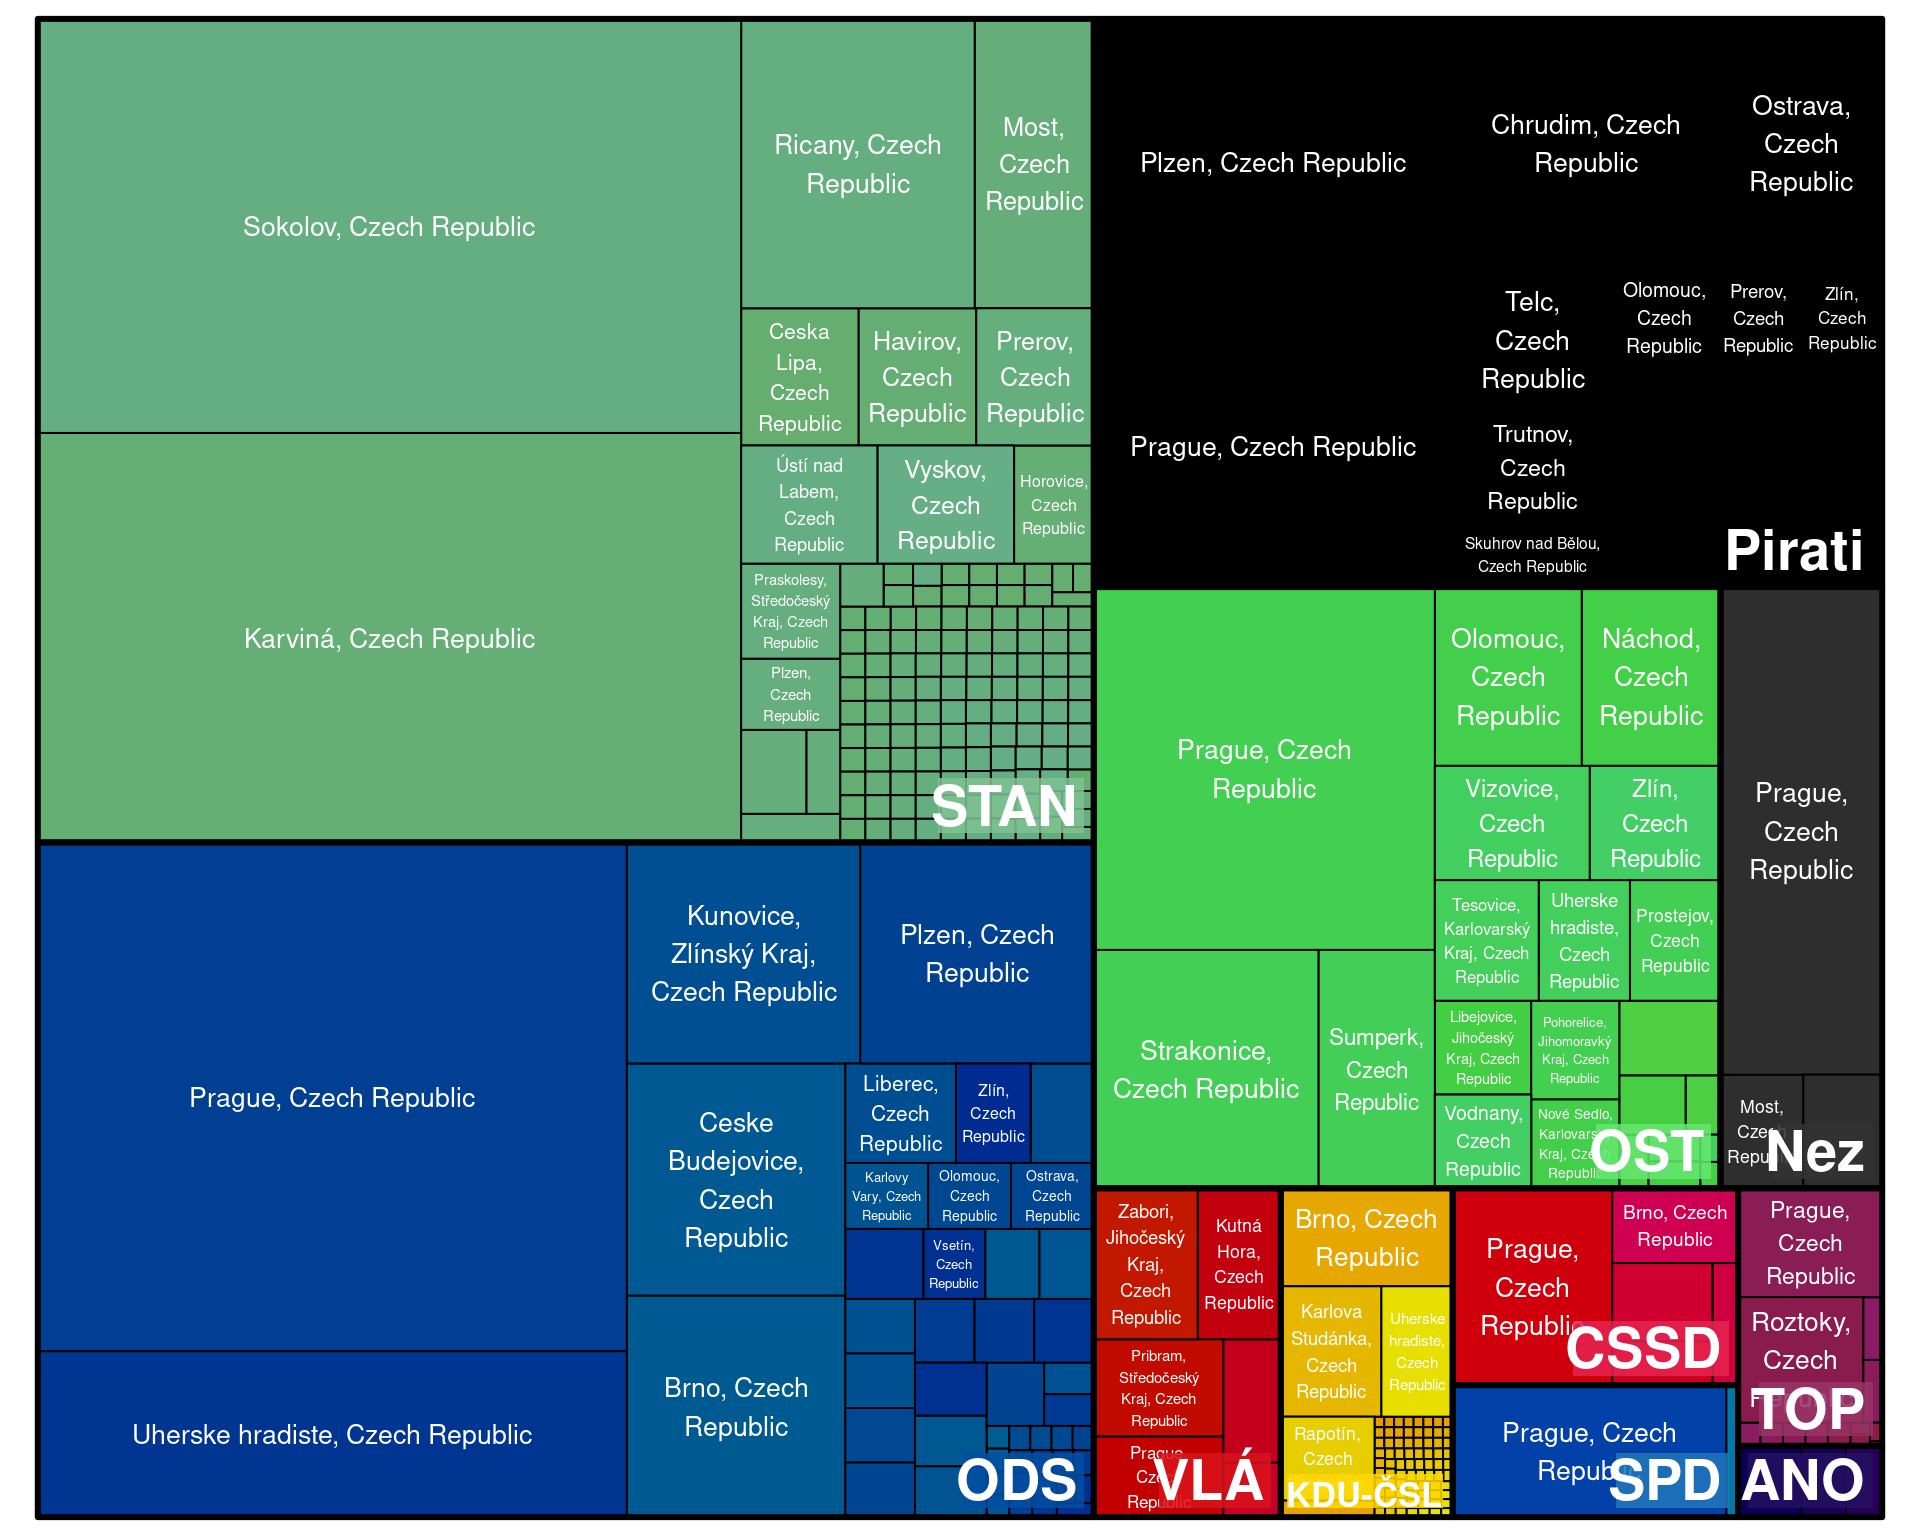 Sokolov, Czech Republic
Karviná, Czech Republic
Ricany, Czech
Republic
Most,
Czech
Republic
Ceska
Lipa,
Czech
Republic
Havirov,
Czech
Republic
Prerov,
Czech
Republic
Ústí nad
Labem,
Czech
Republic
Vyskov,
Czech
Republic
Horovice,
Czech
Republic
Praskolesy,
Středočeský
Kraj, Czech
Republic
Plzen,
Czech
Republic
STAN
Prague, Czech Republic
Uherske hradiste, Czech Republic
Kunovice,
Zlínský Kraj,
Czech Republic
Plzen, Czech
Republic
Ceske
Budejovice,
Czech
Republic
Brno, Czech
Republic
Liberec,
Czech
Republic
Zlín,
Czech
Republic
Karlovy
Vary, Czech
Republic
Olomouc,
Czech
Republic
Ostrava,
Czech
Republic
Vsetín,
Czech
Republic
ODS
Plzen, Czech Republic
Prague, Czech Republic
Chrudim, Czech
Republic
Ostrava,
Czech
Republic
Telc,
Czech
Republic
Olomouc,
Czech
Republic
Prerov,
Czech
Republic
Zlín,
Czech
Republic
Trutnov,
Czech
Republic
Skuhrov nad Bělou,
Czech Republic
Pirati
Prague, Czech
Republic
Strakonice,
Czech Republic
Sumperk,
Czech
Republic
Olomouc,
Czech
Republic
Náchod,
Czech
Republic
Vizovice,
Czech
Republic
Zlín,
Czech
Republic
Tesovice,
Karlovarský
Kraj, Czech
Republic
Uherske
hradiste,
Czech
Republic
Prostejov,
Czech
Republic
Libejovice,
Jihočeský
Kraj, Czech
Republic
Pohorelice,
Jihomoravký
Kraj, Czech
Republic
Vodnany,
Czech
Republic
Nové Sedlo,
OST
Prague,
Czech
Republic
Most,
Nez
Zabori,
Jihočeský
Kraj,
Czech
Republic
Kutná
Hora,
Czech
Republic
Pribram,
Středočeský
Kraj, Czech
Republic
Prague
VLÁ
Brno, Czech
Republic
Karlova
Studánka,
Czech
Republic
Uherske
hradiste,
Czech
Republic
Rapotín,
Czech
KDU-ČSL
Prague,
Czech
Republic
Brno, Czech
Republic
CSSD
Prague, Czech
SPD
Prague,
Czech
Republic
Roztoky,
Czech
TOP
ANO